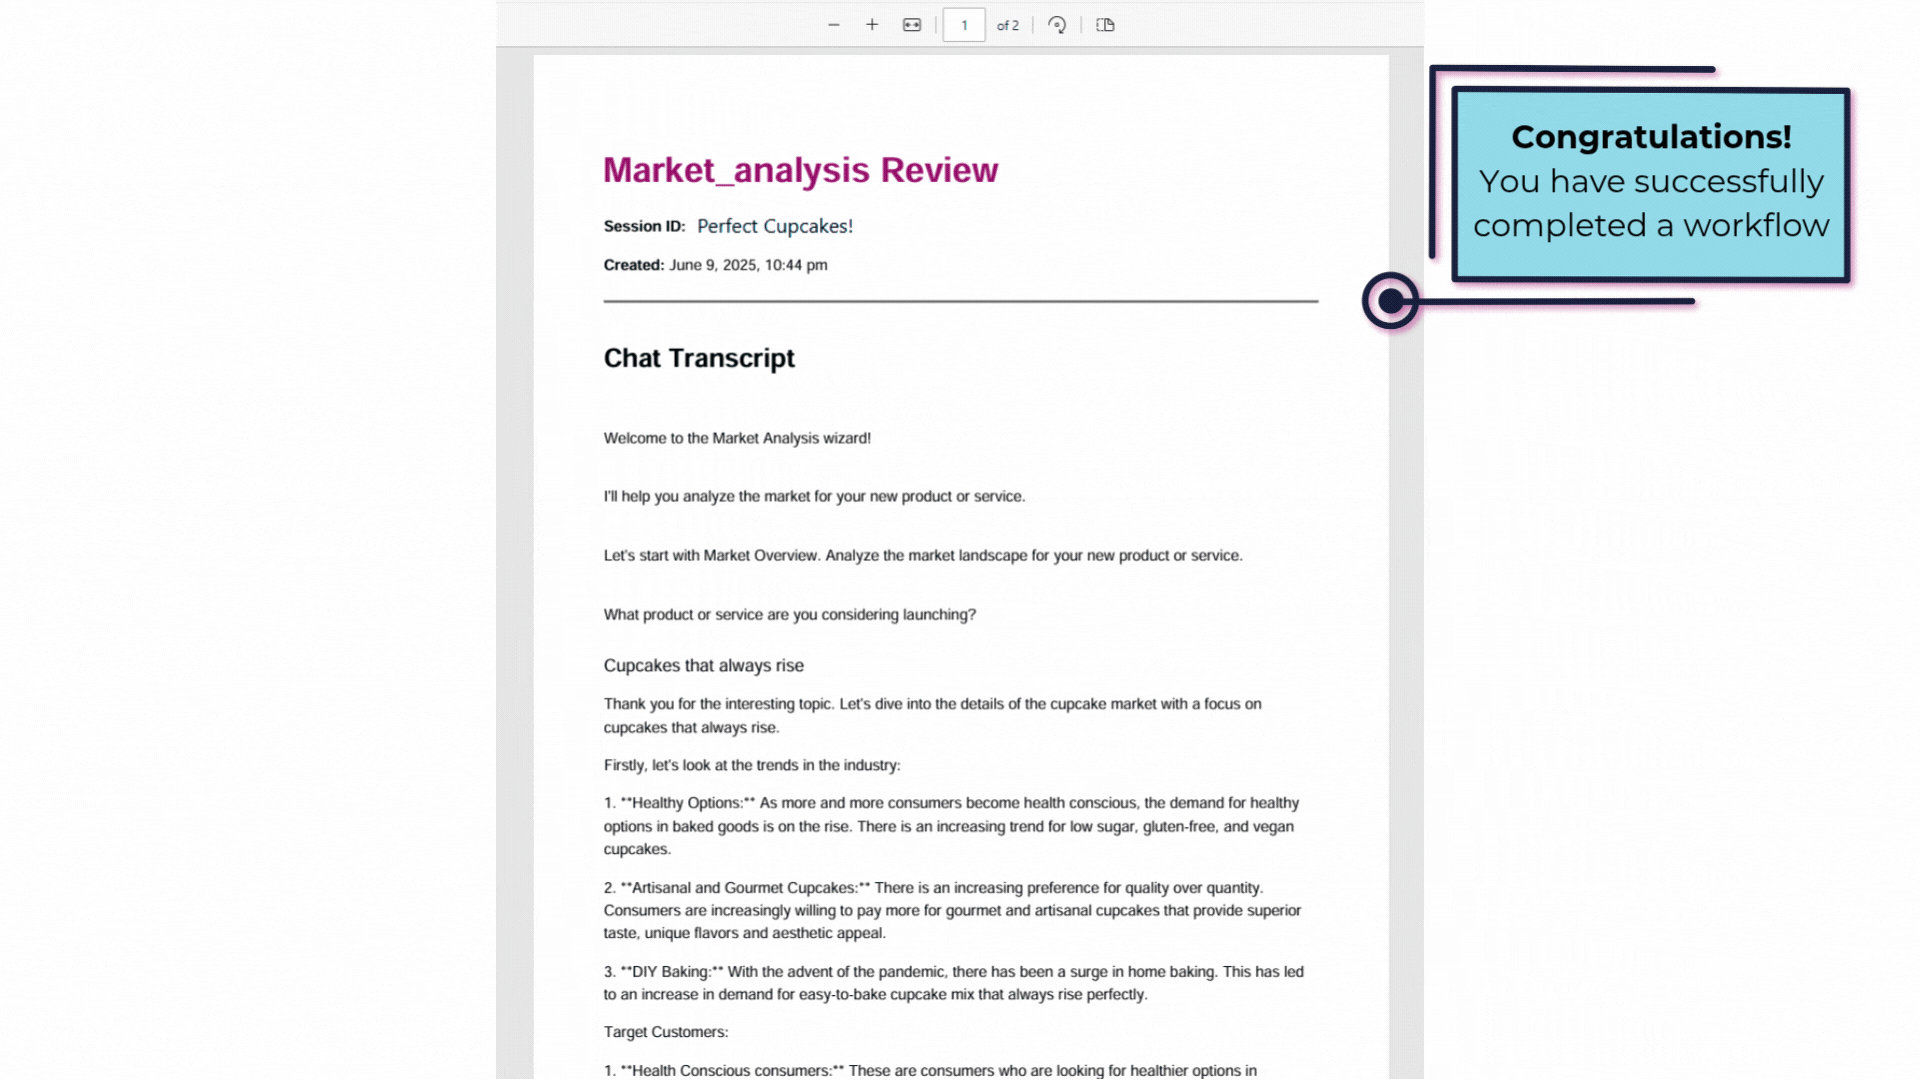 1 of 2
Market_analysis Review
Session ID: Perfect Cupcakes!
Created: June 9, 2025, 10:44 pm
Chat Transcript
Welcome to the Market Analysis wizard!
I'll help you analyze the market for your new product or service.
Let's start with Market Overview. Analyze the market landscape for your new product or service.
What product or service are you considering launching?
Cupcakes that always rise
Thank you for the interesting topic. Let's dive into the details of the cupcake market with a focus on
cupcakes that always rise.
Firstly, let's look at the trends in the industry:
1. **Healthy Options:** As more and more consumers become health conscious, the demand for healthy
options in baked goods is on the rise. There is an increasing trend for low sugar, gluten-free, and vegan
cupcakes.
2. **Artisanal and Gourmet Cupcakes:** There is an increasing preference for quality over quantity.
Consumers are increasingly willing to pay more for gourmet and artisanal cupcakes that provide superior
taste, unique flavors and aesthetic appeal.
3. **DIY Baking:** With the advent of the pandemic, there has been a surge in home baking. This has led
to an increase in demand for easy-to-bake cupcake mix that always rise perfectly.
Target Customers:
1. **Health Conscious consumers:** These are consumers who are looking for healthier options in
Congratulations!
You have successfully
completed a workflow